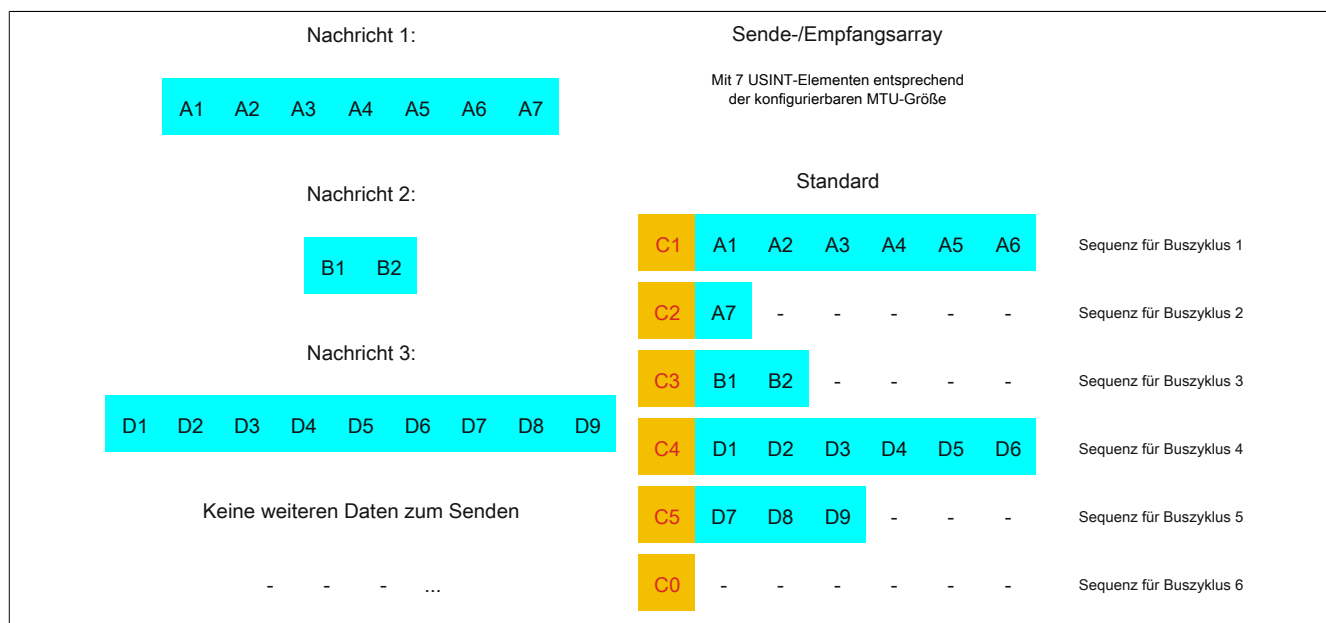 Nachricht 1:
A1 A2 A3 A4 A5 A6 A7
Nachricht 2:
B1 B2
Nachricht 3:
D1 D2 D3 D4 D5 D6 D7 D8 D9
Keine weiteren Daten zum Senden
- - - ...
Sende-/Empfangsarray
Mit 7 USINT-Elementen entsprechend
der konfigurierbaren MTU-Größe
Standard
C1 A1 A2 A3 A4 A5 A6 Sequenz für Buszyklus 1
C2 A7 - - - - - Sequenz für Buszyklus 2
C3 B1 B2 - - - - Sequenz für Buszyklus 3
C4 D1 D2 D3 D4 D5 D6 Sequenz für Buszyklus 4
C5 D7 D8 D9 - - - Sequenz für Buszyklus 5
C0 - - - - - - Sequenz für Buszyklus 6